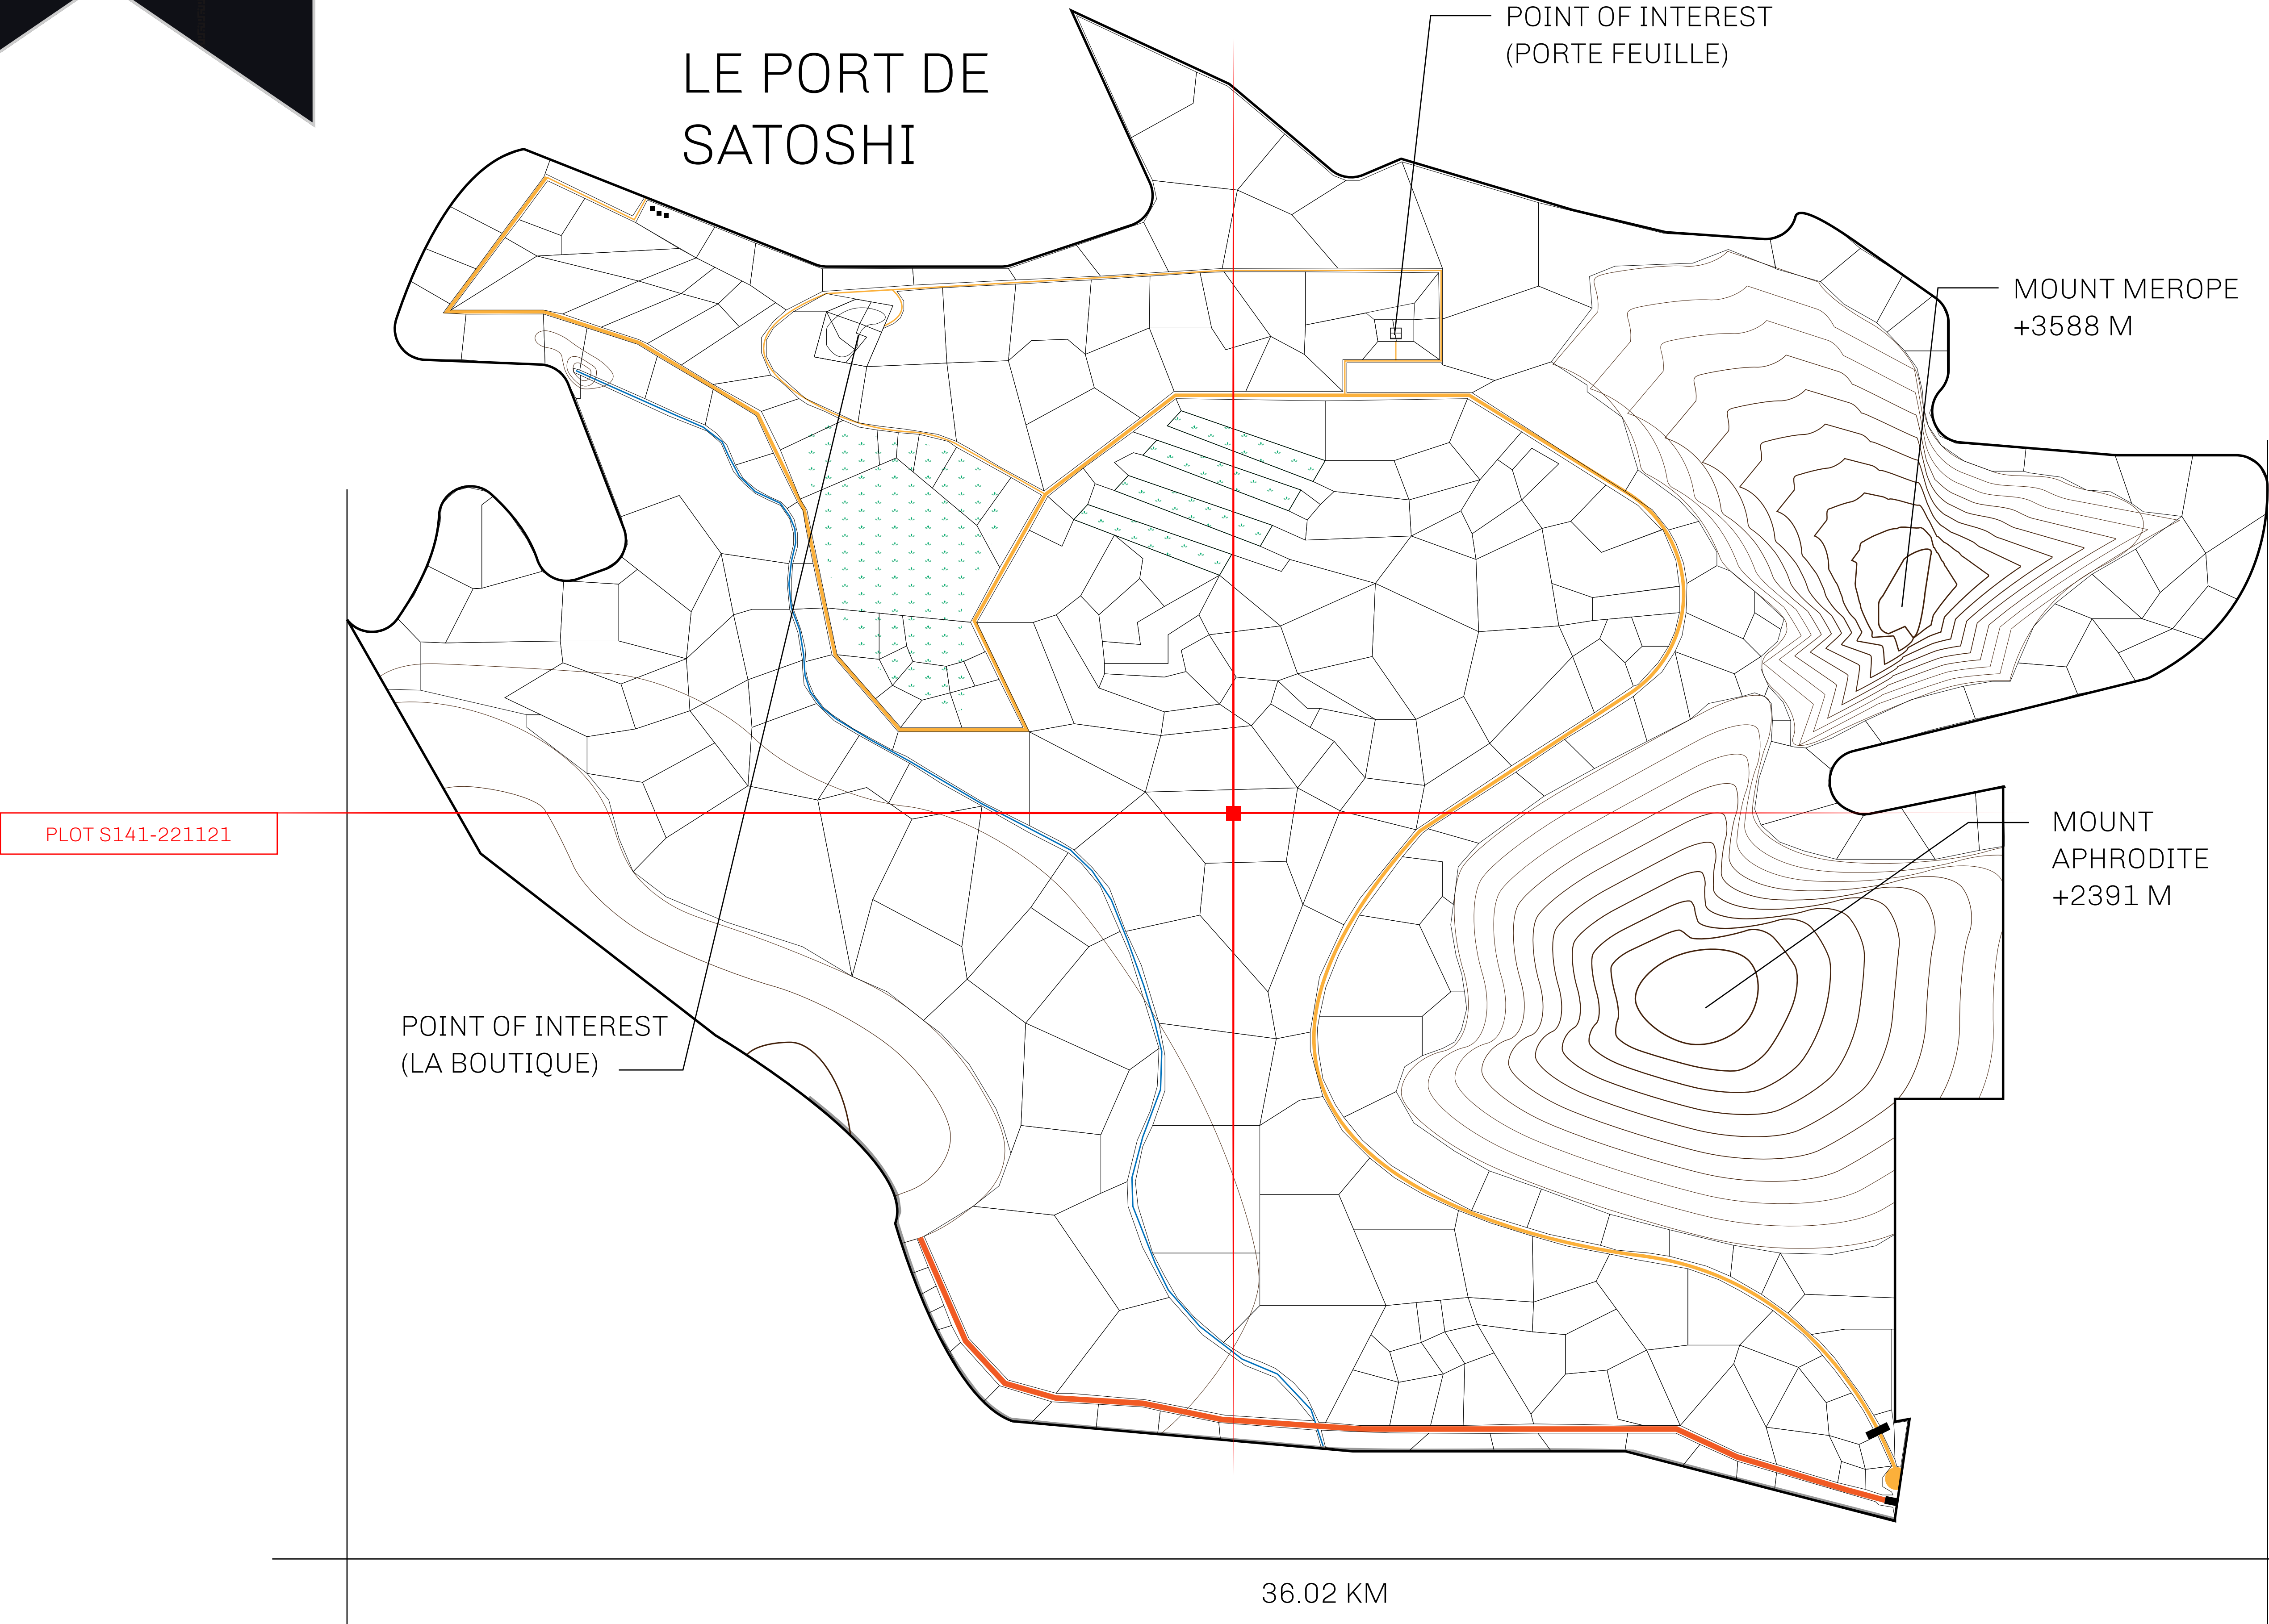 POINT OF INTEREST
(PORTE FEUILLE)
LE PORT DE
SATOSHI
MOUNT MEROPE
+3588 M
PLOT S141-221121
MOUNT
APHRODITE
+2391 M
POINT OF INTEREST
(LA BOUTIQUE)
36.02 KM